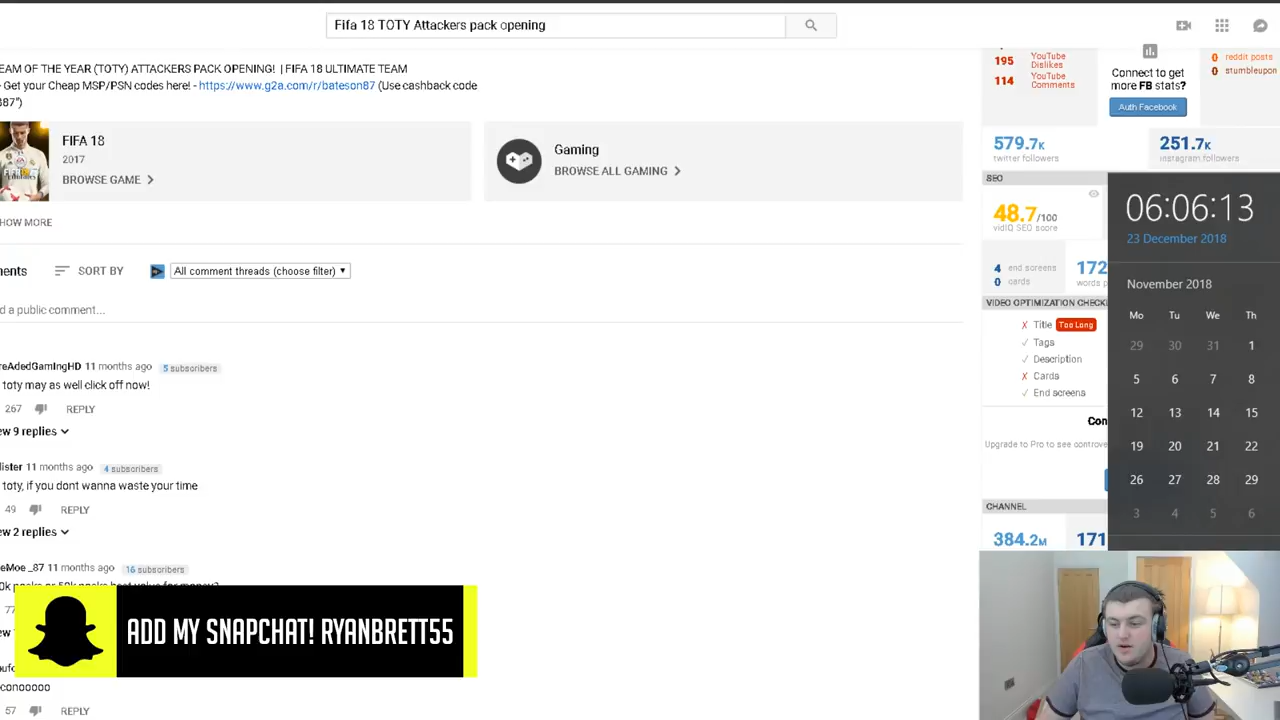 Fifa 18 TOTY Attackers pack opening
EAM OF THE YEAR (TOTY) ATTACKERS PACK OPENING! | FIFA 18 ULTIMATE TEAM
Get your Cheap MSP/PSN codes here! - https://www.g2a.com/r/bateson87 (Use cashback code
87")
FIFA 18
2017
BROWSE GAME
Gaming
BROWSE ALL GAMING
HOW MORE
nents
SORT BY
All comment threads (choose filter)
d a public comment...
reAdedGamIngHD 11 months ago 5 subscribers
toty may as well click off now!
267 REPLY
ew 9 replies
lister 11 months ago 4 subscribers
toty, if you dont wanna waste your time
49 REPLY
ew 2 replies
eMoe _87 11 months ago 16 subscribers
77
ADD MY SNAPCHAT! RYANBRETT55
conooooo
57 REPLY
195 YouTube Dislikes
114 YouTube Comments
Connect to get
more FB stats?
Auth Facebook
0 reddit posts
0 stumbleupon
579.7K
twitter followers
251.7K
instagram followers
SEO
48.7/100
vidIQ SEO score
4 end screens
0 cards
172
words p
VIDEO OPTIMIZATION CHECKL
✗ Title Too Long
✓ Tags
✓ Description
✗ Cards
✓ End screens
Con
Upgrade to Pro to see controve
CHANNEL
384.2M
171
06:06:13
23 December 2018
November 2018
Mo Tu We Th
29 30 31 1
5 6 7 8
12 13 14 15
19 20 21 22
26 27 28 29
3 4 5 6